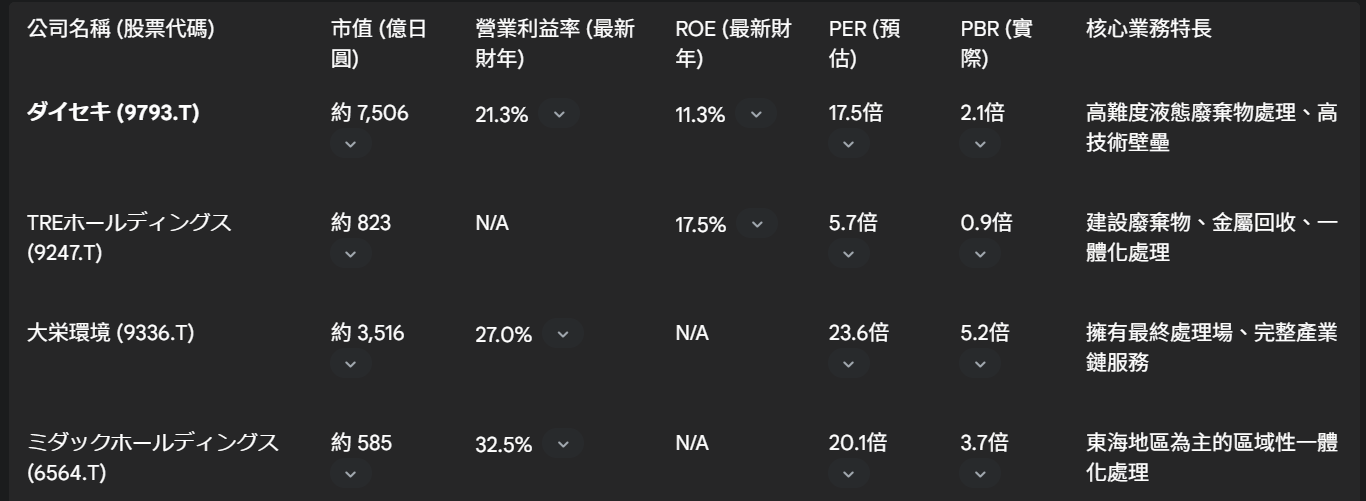 公司名稱 (股票代碼)
市值 (億日
圓)
營業利益率 (最新
財年)
ROE (最新財
年)
PER (預
估)
PBR (實
際)
核心業務特長
ダイセキ (9793.T)
約 7,506
21.3%
11.3%
17.5倍
2.1倍
高難度液態廢棄物處理、高
技術壁壘
TREホールディングス
(9247.T)
約 823
N/A
17.5%
5.7倍
0.9倍
建設廢棄物、金屬回收、一
體化處理
大栄環境 (9336.T)
約 3,516
27.0%
N/A
23.6倍
5.2倍
擁有最終處理場、完整產業
鏈服務
ミダックホールディングス
(6564.T)
約 585
32.5%
N/A
20.1倍
3.7倍
東海地區為主的區域性一體
化處理